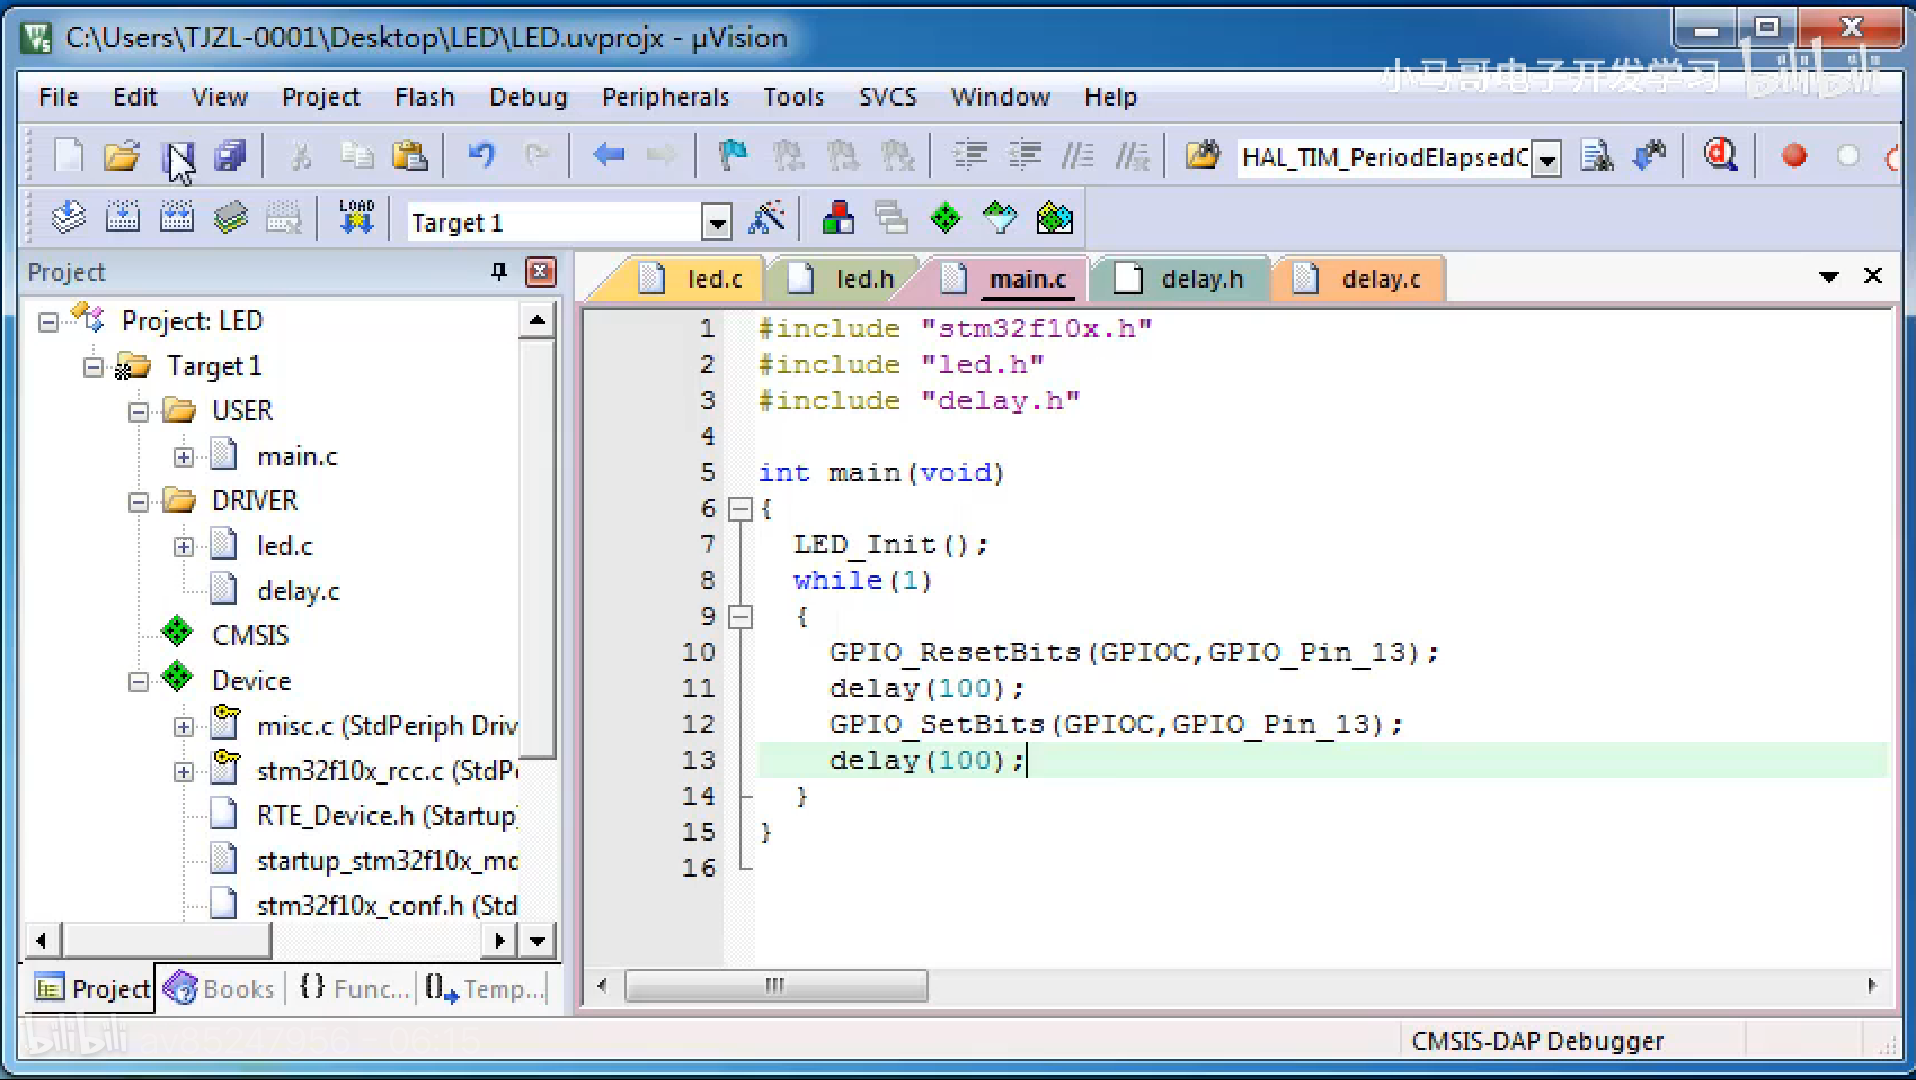 C:\Users\TJZL-0001\Desktop\LED\LED.uvprojx - µVision
小马哥电子开发学习 bilibili
File Edit View Project Flash Debug Peripherals Tools SVCS Window Help
HAL_TIM_PeriodElapsedC
LOAD Target 1
Project
led.c led.h main.c delay.h delay.c
Project: LED
Target 1
USER
main.c
DRIVER
led.c
delay.c
CMSIS
Device
misc.c (StdPeriph Driv
stm32f10x_rcc.c (StdP
RTE_Device.h (Startup
startup_stm32f10x_md
stm32f10x_conf.h (Std
1 #include "stm32f10x.h"
2 #include "led.h"
3 #include "delay.h"
4
5 int main(void)
6 {
7 LED_Init();
8 while(1)
9 {
10 GPIO_ResetBits(GPIOC,GPIO_Pin_13);
11 delay(100);
12 GPIO_SetBits(GPIOC,GPIO_Pin_13);
13 delay(100);
14 }
15 }
16
Project Books {} Func... Temp...
bilibili av85247956 - 06:15
CMSIS-DAP Debugger